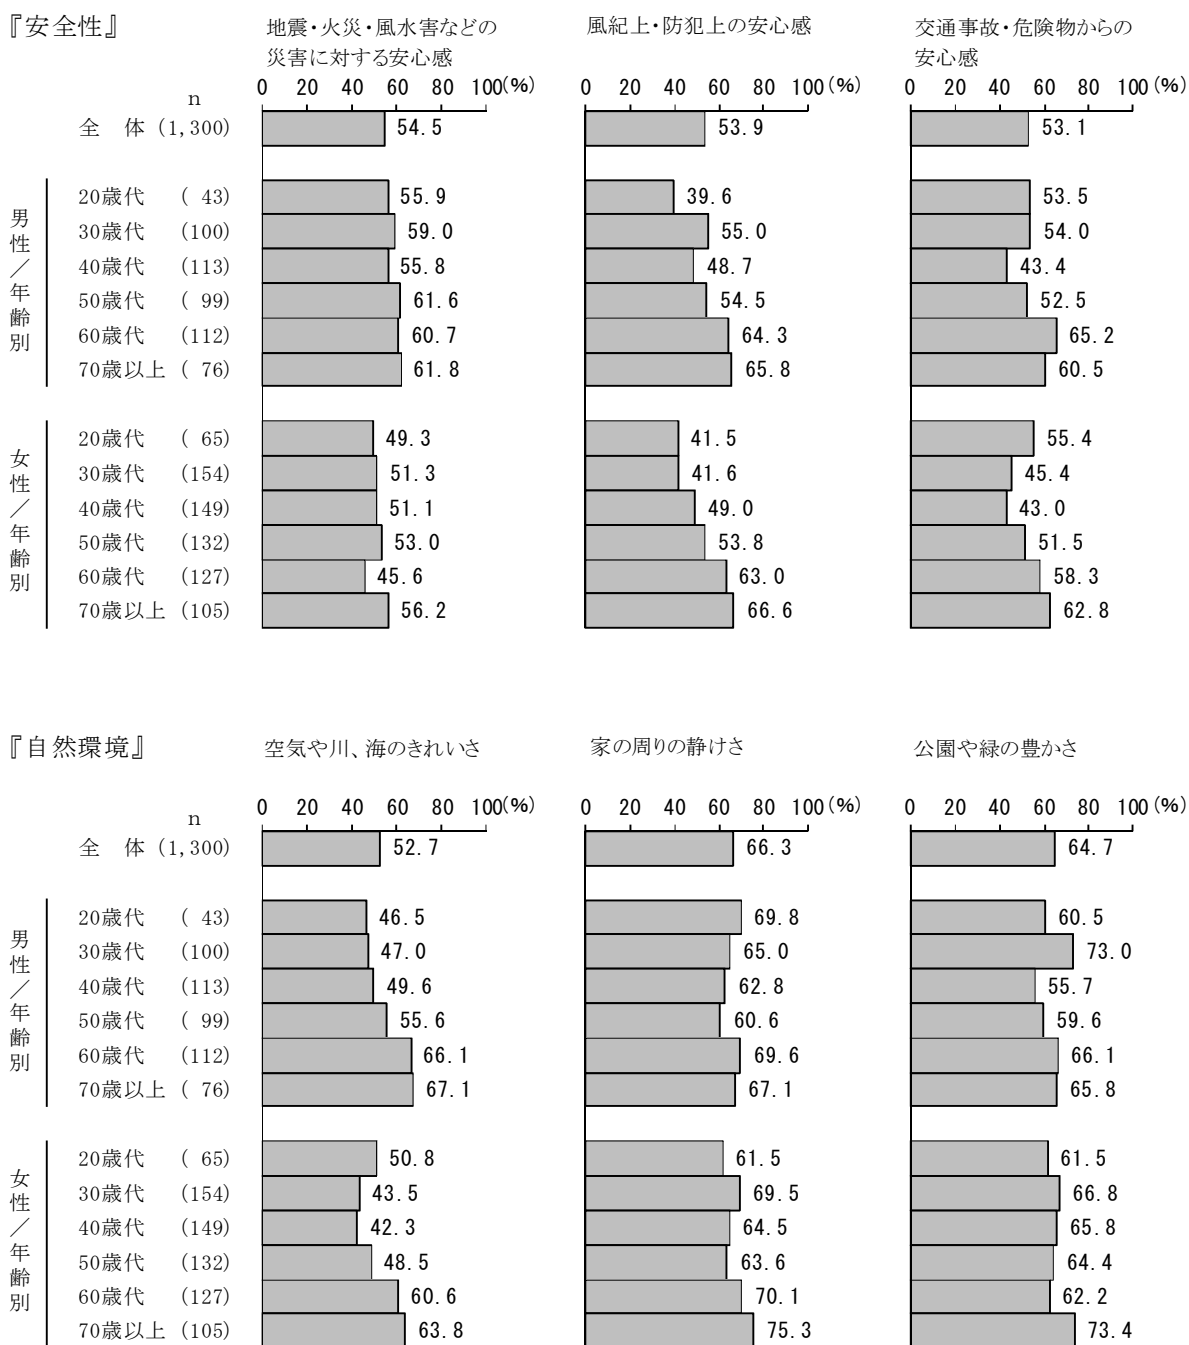 『安全性』
地震・火災・風水害などの
災害に対する安心感
風紀上・防犯上の安心感
交通事故・危険物からの
安心感
0 20 40 60 80 100(%) 0 20 40 60 80 100(%) 0 20 40 60 80 100(%)
n
全　体 (1,300) 54.5 53.9 53.1
男性／年齢別
20歳代 ( 43) 55.9 39.6 53.5
30歳代 (100) 59.0 55.0 54.0
40歳代 (113) 55.8 48.7 43.4
50歳代 ( 99) 61.6 54.5 52.5
60歳代 (112) 60.7 64.3 65.2
70歳以上 ( 76) 61.8 65.8 60.5
女性／年齢別
20歳代 ( 65) 49.3 41.5 55.4
30歳代 (154) 51.3 41.6 45.4
40歳代 (149) 51.1 49.0 43.0
50歳代 (132) 53.0 53.8 51.5
60歳代 (127) 45.6 63.0 58.3
70歳以上 (105) 56.2 66.6 62.8
『自然環境』
空気や川、海のきれいさ
家の周りの静けさ
公園や緑の豊かさ
0 20 40 60 80 100(%) 0 20 40 60 80 100(%) 0 20 40 60 80 100(%)
n
全　体 (1,300) 52.7 66.3 64.7
男性／年齢別
20歳代 ( 43) 46.5 69.8 60.5
30歳代 (100) 47.0 65.0 73.0
40歳代 (113) 49.6 62.8 55.7
50歳代 ( 99) 55.6 60.6 59.6
60歳代 (112) 66.1 69.6 66.1
70歳以上 ( 76) 67.1 67.1 65.8
女性／年齢別
20歳代 ( 65) 50.8 61.5 61.5
30歳代 (154) 43.5 69.5 66.8
40歳代 (149) 42.3 64.5 65.8
50歳代 (132) 48.5 63.6 64.4
60歳代 (127) 60.6 70.1 62.2
70歳以上 (105) 63.8 75.3 73.4